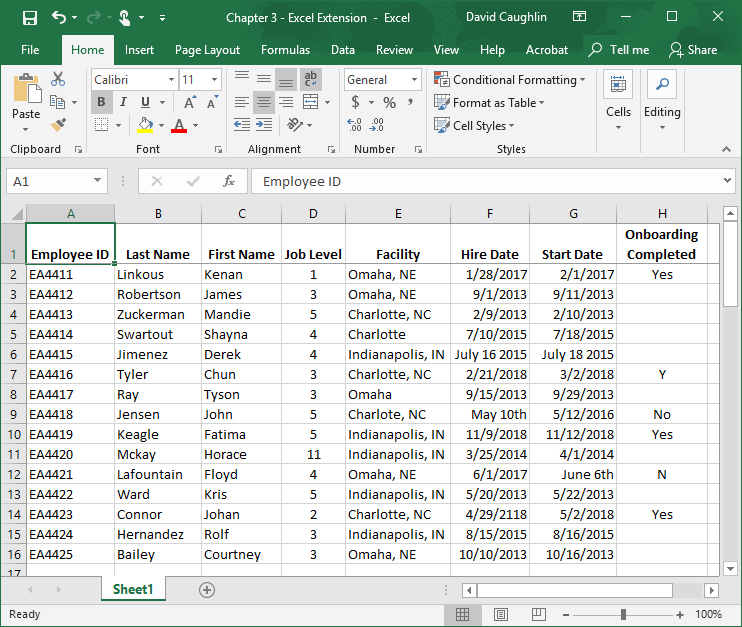 Chapter 3 - Excel Extension - Excel David Caughlin
File Home Insert Page Layout Formulas Data Review View Help Acrobat Tell me Share
Paste
Calibri 11
B I U A A
A
ab
General
$ % ,
Conditional Formatting
Format as Table
Cell Styles
Cells
Editing
Clipboard Font Alignment Number Styles
A1 fx Employee ID
A B C D E F G H
1 Employee ID Last Name First Name Job Level Facility Hire Date Start Date Onboarding Completed
2 EA4411 Linkous Kenan 1 Omaha, NE 1/28/2017 2/1/2017 Yes
3 EA4412 Robertson James 3 Omaha, NE 9/1/2013 9/11/2013
4 EA4413 Zuckerman Mandie 5 Charlotte, NC 2/9/2013 2/10/2013
5 EA4414 Swartout Shayna 4 Charlotte 7/10/2015 7/18/2015
6 EA4415 Jimenez Derek 4 Indianapolis, IN July 16 2015 July 18 2015
7 EA4416 Tyler Chun 3 Charlotte, NC 2/21/2018 3/2/2018 Y
8 EA4417 Ray Tyson 3 Omaha 9/15/2013 9/29/2013
9 EA4418 Jensen John 5 Charlote, NC May 10th 5/12/2016 No
10 EA4419 Keagle Fatima 5 Indianapolis, IN 11/9/2018 11/12/2018 Yes
11 EA4420 Mckay Horace 11 Indianapolis, IN 3/25/2014 4/1/2014
12 EA4421 Lafountain Floyd 4 Omaha, NE 6/1/2017 June 6th N
13 EA4422 Ward Kris 5 Indianapolis, IN 5/20/2013 5/22/2013
14 EA4423 Connor Johan 2 Charlotte, NC 4/29/2118 5/2/2018 Yes
15 EA4424 Hernandez Rolf 3 Indianapolis, IN 8/15/2015 8/16/2015
16 EA4425 Bailey Courtney 3 Omaha, NE 10/10/2013 10/16/2013
17
Sheet1
Ready 100%